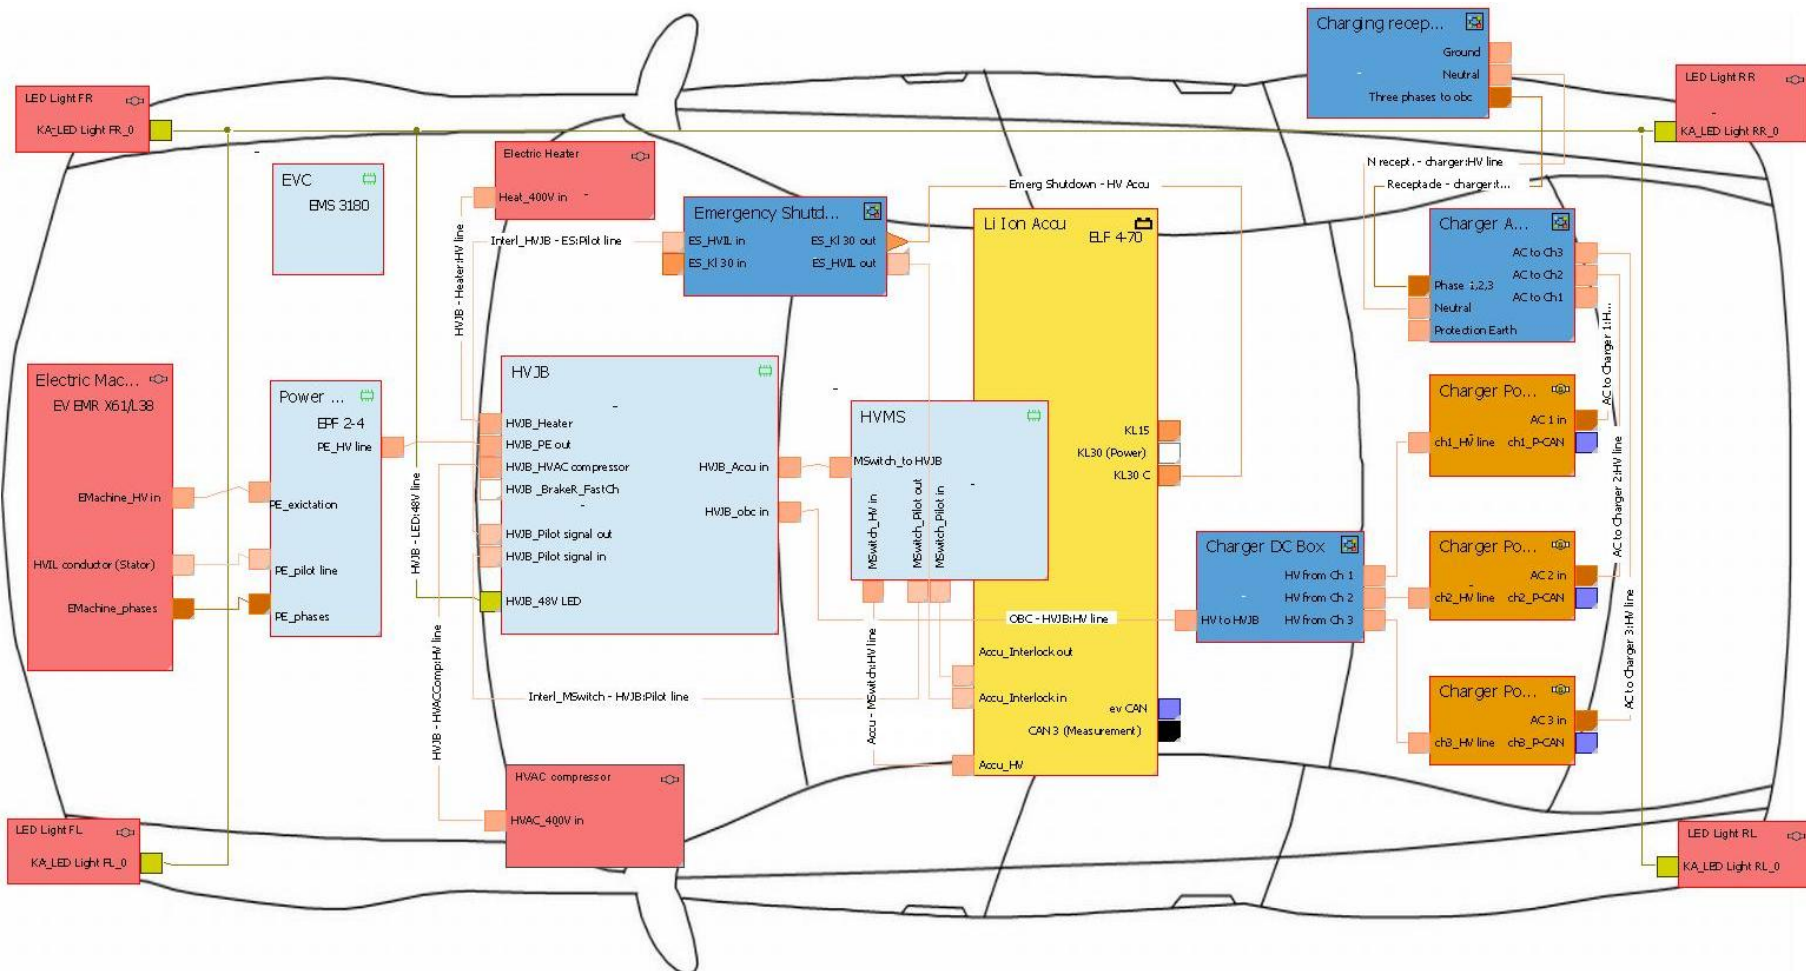 Charging recep...
Ground
Neutral
Three phases to obc
LED Light FR
KA_LED Light FR_0
LED Light RR
KA_LED Light RR_0
Electric Heater
Heat_400V in
N recept. - charger:HV line
Receptade - charger:t...
EVC
EMS 3180
Emergency Shutd...
ES_HVIL in
ES_Kl 30 in
ES_Kl 30 out
ES_HVIL out
Emerg Shutdown - HV Accu
Interl_HVJB - ES:Pilot line
HVJB - Heater:HV line
Li Ion Accu
ELF 4-70
KL15
KL30 (Power)
KL30 C
Accu_Interlock out
Accu_Interlock in
ev CAN
CAN 3 (Measurement)
Accu_HV
Charger A...
AC to Ch3
AC to Ch2
AC to Ch1
Phase 1,2,3
Neutral
Protection Earth
AC to Charger 1:H...
AC to Charger 2:HV line
AC to Charger 3:HV line
Electric Mac...
EV EMR X61/L38
EMachine_HV in
HVIL conductor (Stator)
EMachine_phases
Power ...
EPF 2-4
PE_HV line
PE_exictation
PE_pilot line
PE_phases
HVJB - LED:48V line
HVJB
HVJB_Heater
HVJB_PE out
HVJB_HVAC compressor
HVJB _BrakeR_FastCh
HVJB_Pilot signal out
HVJB_Pilot signal in
HVJB_48V LED
HVJB_Accu in
HVJB_obc in
HVMS
MSwitch_to HVJB
MSwitch_HV in
MSwitch_Pilot out
MSwitch_Pilot in
OBC - HVJB:HV line
Accu - MSwitch:HV line
Interl_MSwitch - HVJB:Pilot line
HVJB - HVACComp:HV line
Charger DC Box
HV from Ch 1
HV from Ch 2
HV from Ch 3
HV to HVJB
Charger Po...
AC 1 in
ch1_HV line
ch1_P-CAN
Charger Po...
AC 2 in
ch2_HV line
ch2_P-CAN
Charger Po...
AC 3 in
ch3_HV line
ch3_P-CAN
HVAC compressor
HVAC_400V in
LED Light FL
KA_LED Light FL_0
LED Light RL
KA_LED Light RL_0